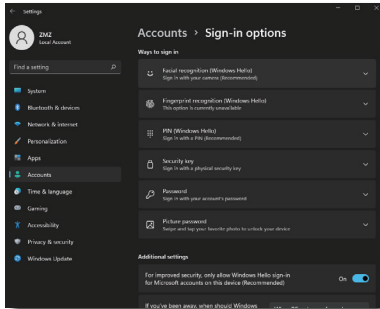 Settings
ZMZ
Local Account
Find a setting
System
Bluetooth & devices
Network & internet
Personalization
Apps
Accounts
Time & language
Gaming
Accessibility
Privacy & security
Windows Update
Accounts > Sign-in options
Ways to sign in
Facial recognition (Windows Hello)
Sign in with your camera (Recommended)
Fingerprint recognition (Windows Hello)
This option is currently unavailable
PIN (Windows Hello)
Sign in with a PIN (Recommended)
Security key
Sign in with a physical security key
Password
Sign in with your account's password
Picture password
Swipe and tap your favorite photo to unlock your device
Additional settings
For improved security, only allow Windows Hello sign-in
for Microsoft accounts on this device (Recommended)
On
If you've been away, when should Windows